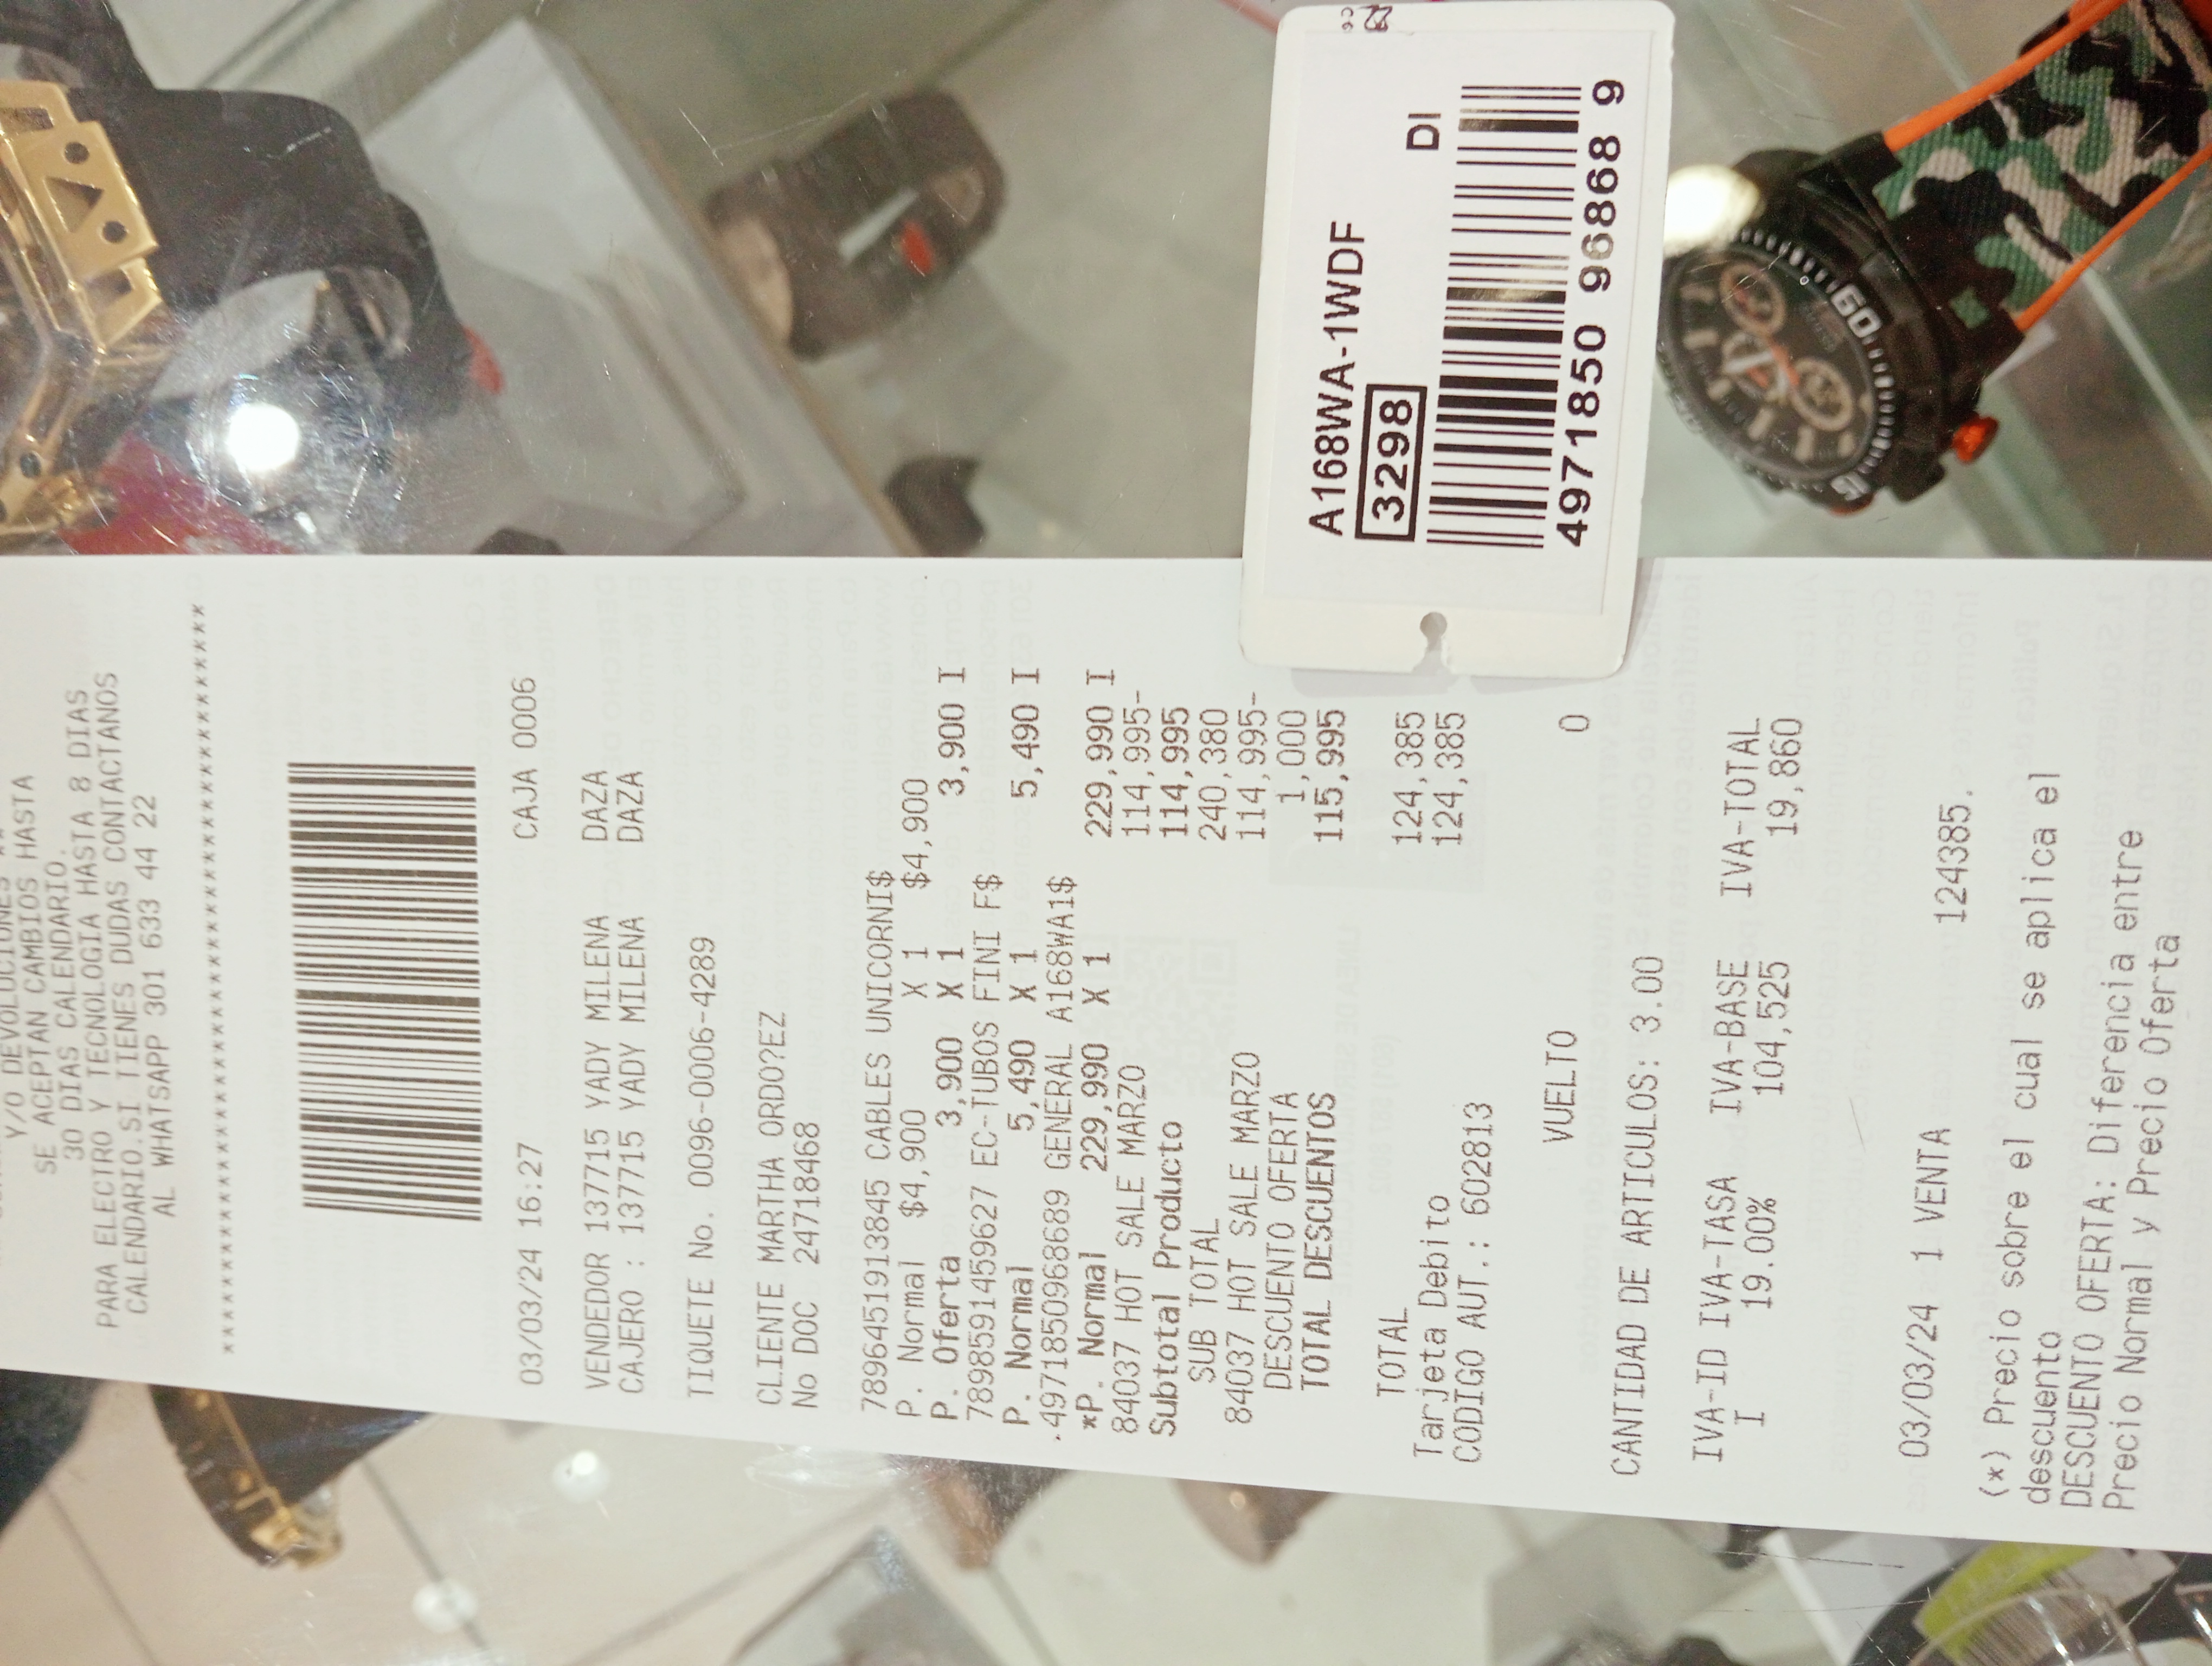 Y/O DEVOLUCIONES **
SE ACEPTAN CAMBIOS HASTA
30 DIAS CALENDARIO.
PARA ELECTRO Y TECNOLOGIA HASTA 8 DIAS
CALENDARIO.SI TIENES DUDAS CONTACTANOS
AL WHATSAPP 301 633 44 22
****************************************
03/03/24 16:27 CAJA 0006
VENDEDOR 137715 YADY MILENA DAZA
CAJERO : 137715 YADY MILENA DAZA
TIQUETE No. 0096-0006-4289
CLIENTE MARTHA ORDO?EZ
No DOC 24718468
7896451913845 CABLES UNICORNI$
P. Normal $4,900 X 1 $4,900
P. Oferta 3,900 X 1 3,900 I
7898591459627 EC-TUBOS FINI F$
P. Normal 5,490 X 1 5,490 I
.4971850968689 GENERAL A168WA1$
*P. Normal 229,990 X 1 229,990 I
84037 HOT SALE MARZO 114,995-
Subtotal Producto 114,995
SUB TOTAL 240,380
84037 HOT SALE MARZO 114,995-
DESCUENTO OFERTA 1,000
TOTAL DESCUENTOS 115,995
TOTAL 124,385
Tarjeta Debito 124,385
CODIGO AUT.: 602813
VUELTO 0
CANTIDAD DE ARTICULOS: 3.00
IVA-ID IVA-TASA IVA-BASE IVA-TOTAL
I 19.00% 104,525 19,860
03/03/24 1 VENTA 124385.
(*) Precio sobre el cual se aplica el
descuento
DESCUENTO OFERTA: Diferencia entre
Precio Normal y Precio Oferta
A168WA-1WDF
3298 DI
4971850 96868 9
60